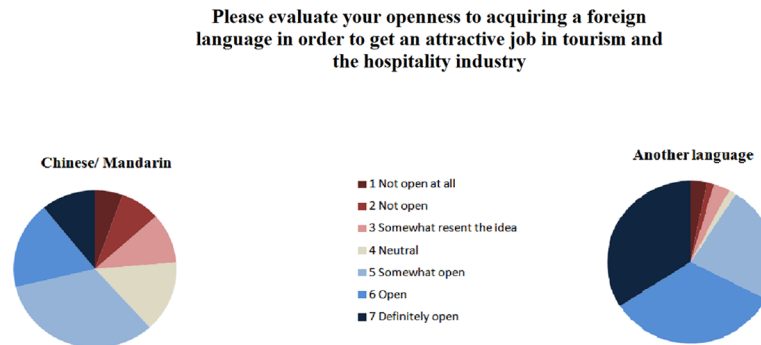 Please evaluate your openness to acquiring a foreign
language in order to get an attractive job in tourism and
the hospitality industry
Chinese/ Mandarin
Another language
1 Not open at all
2 Not open
3 Somewhat resent the idea
4 Neutral
5 Somewhat open
6 Open
7 Definitely open